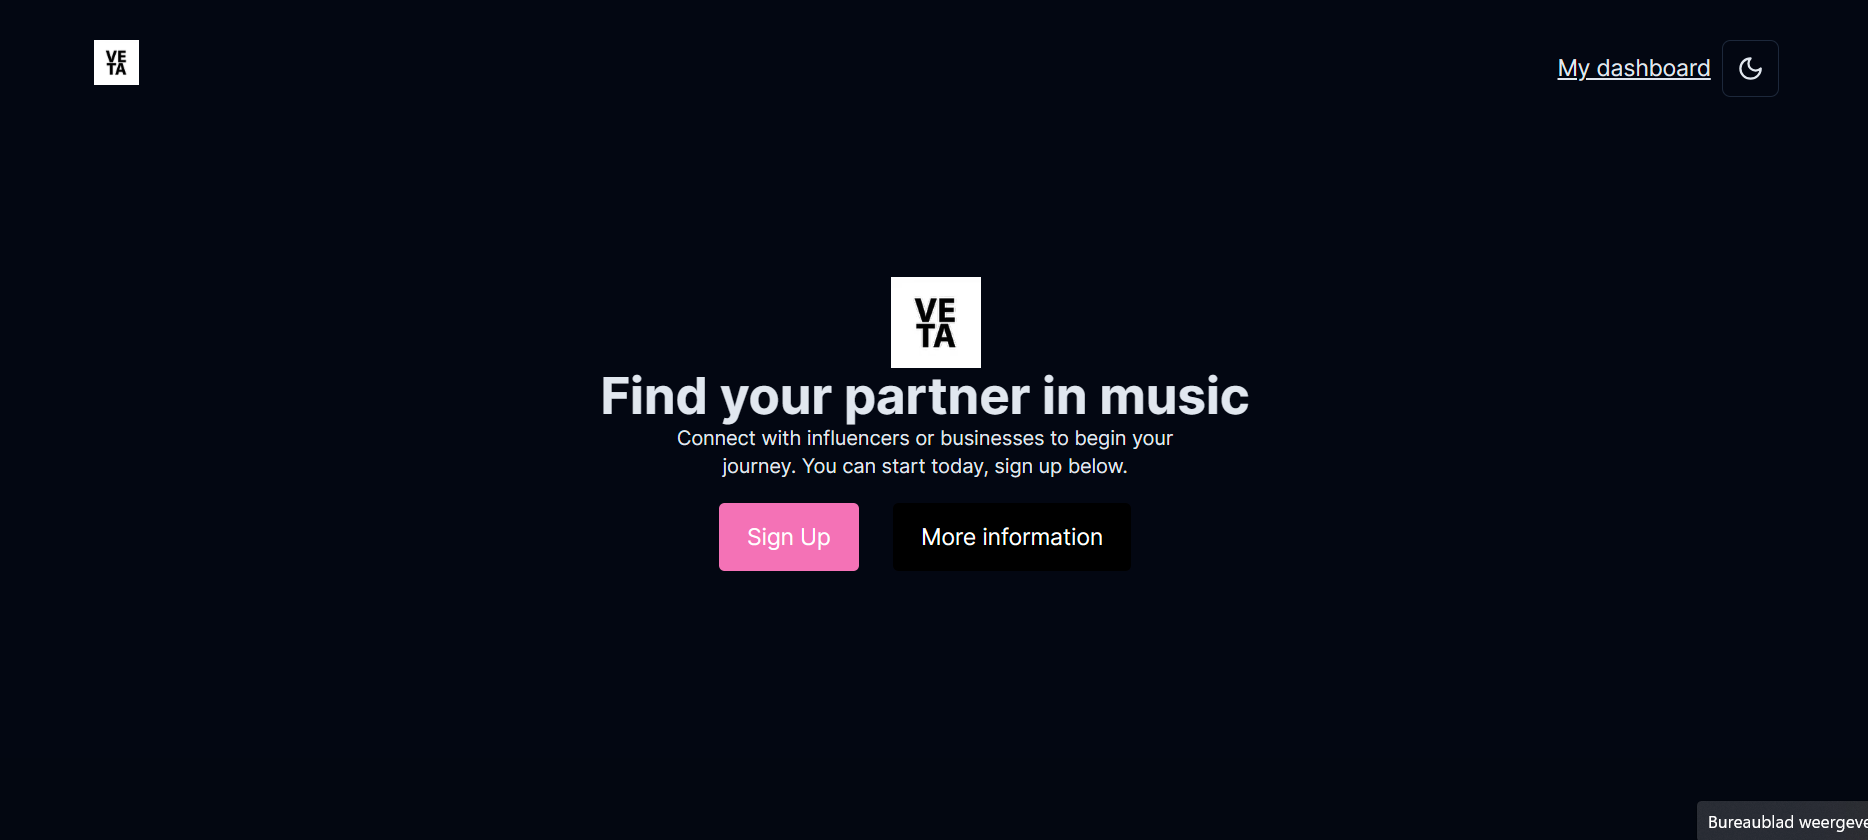 VE
TA
My dashboard
VE
TA
Find your partner in music
Connect with influencers or businesses to begin your
journey. You can start today, sign up below.
Sign Up
More information
Bureaublad weergeve